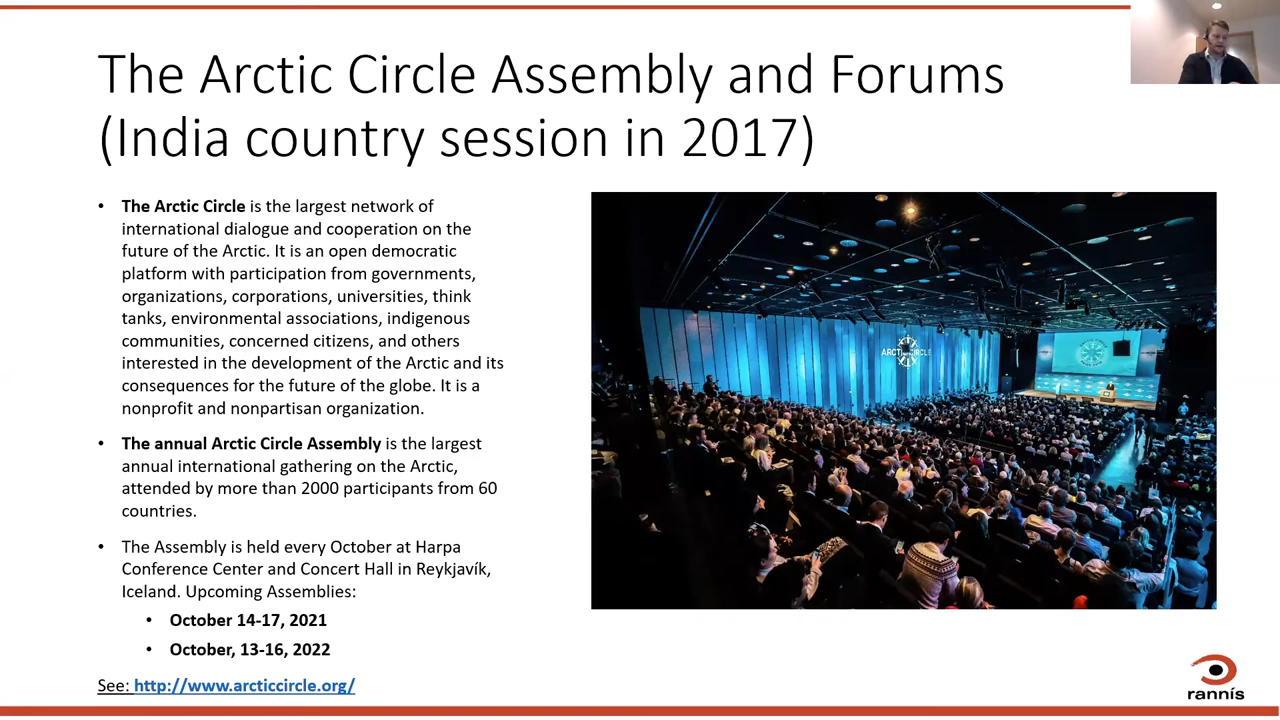 The Arctic Circle Assembly and Forums
(India country session in 2017)
• The Arctic Circle is the largest network of
international dialogue and cooperation on the
future of the Arctic. It is an open democratic
platform with participation from governments,
organizations, corporations, universities, think
tanks, environmental associations, indigenous
communities, concerned citizens, and others
interested in the development of the Arctic and its
consequences for the future of the globe. It is a
nonprofit and nonpartisan organization.
• The annual Arctic Circle Assembly is the largest
annual international gathering on the Arctic,
attended by more than 2000 participants from 60
countries.
• The Assembly is held every October at Harpa
Conference Center and Concert Hall in Reykjavík,
Iceland. Upcoming Assemblies:
• October 14-17, 2021
• October, 13-16, 2022
See: http://www.arcticcircle.org/
ARCTIC CIRCLE
rannís